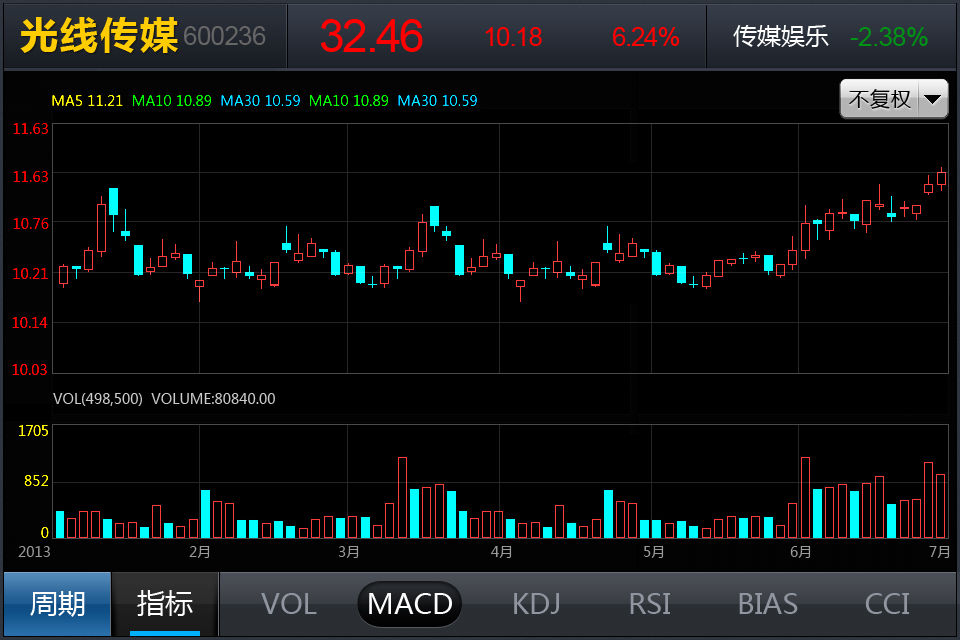 光线传媒 600236 32.46 10.18 6.24% 传媒娱乐 -2.38%
MA5 11.21 MA10 10.89 MA30 10.59 MA10 10.89 MA30 10.59 不复权
11.63
11.63
10.76
10.21
10.14
10.03
VOL(498,500) VOLUME:80840.00
1705
852
0
2013 2月 3月 4月 5月 6月 7月
周期 指标 VOL MACD KDJ RSI BIAS CCI